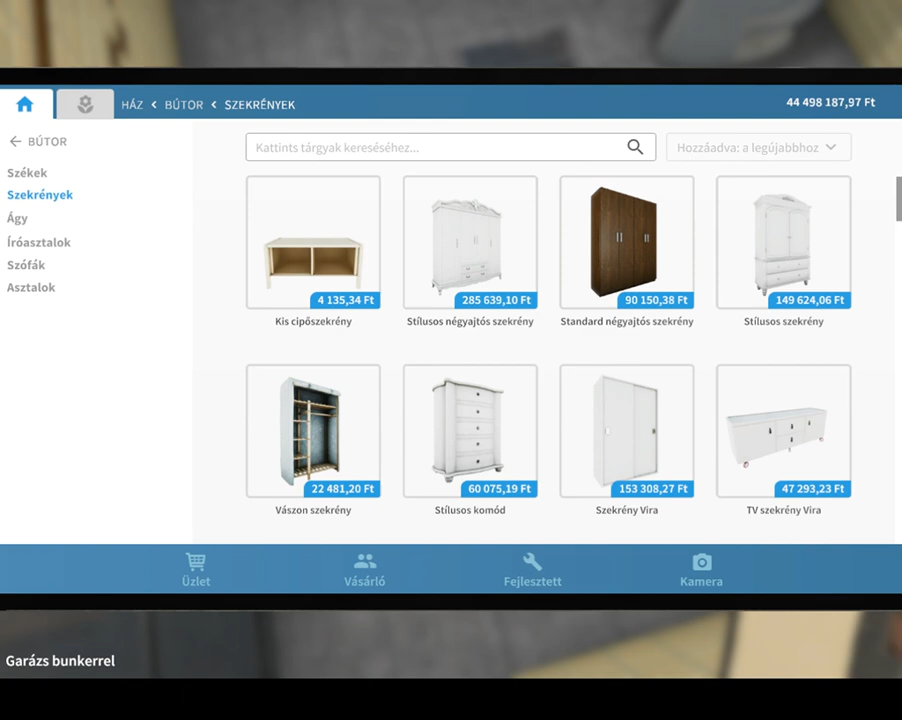 HÁZ < BÚTOR < SZEKRÉNYEK
44 498 187,97 Ft
← BÚTOR
Székek
Szekrények
Ágy
Íróasztalok
Szófák
Asztalok
Kattints tárgyak kereséséhez...
Hozzáadva: a legújabbhoz
4 135,34 Ft
285 639,10 Ft
90 150,38 Ft
149 624,06 Ft
Kis cipőszekrény
Stílusos négyajtós szekrény
Standard négyajtós szekrény
Stílusos szekrény
22 481,20 Ft
60 075,19 Ft
153 308,27 Ft
47 293,23 Ft
Vászon szekrény
Stílusos komód
Szekrény Vira
TV szekrény Vira
Üzlet
Vásárló
Fejlesztett
Kamera
Garázs bunkerrel